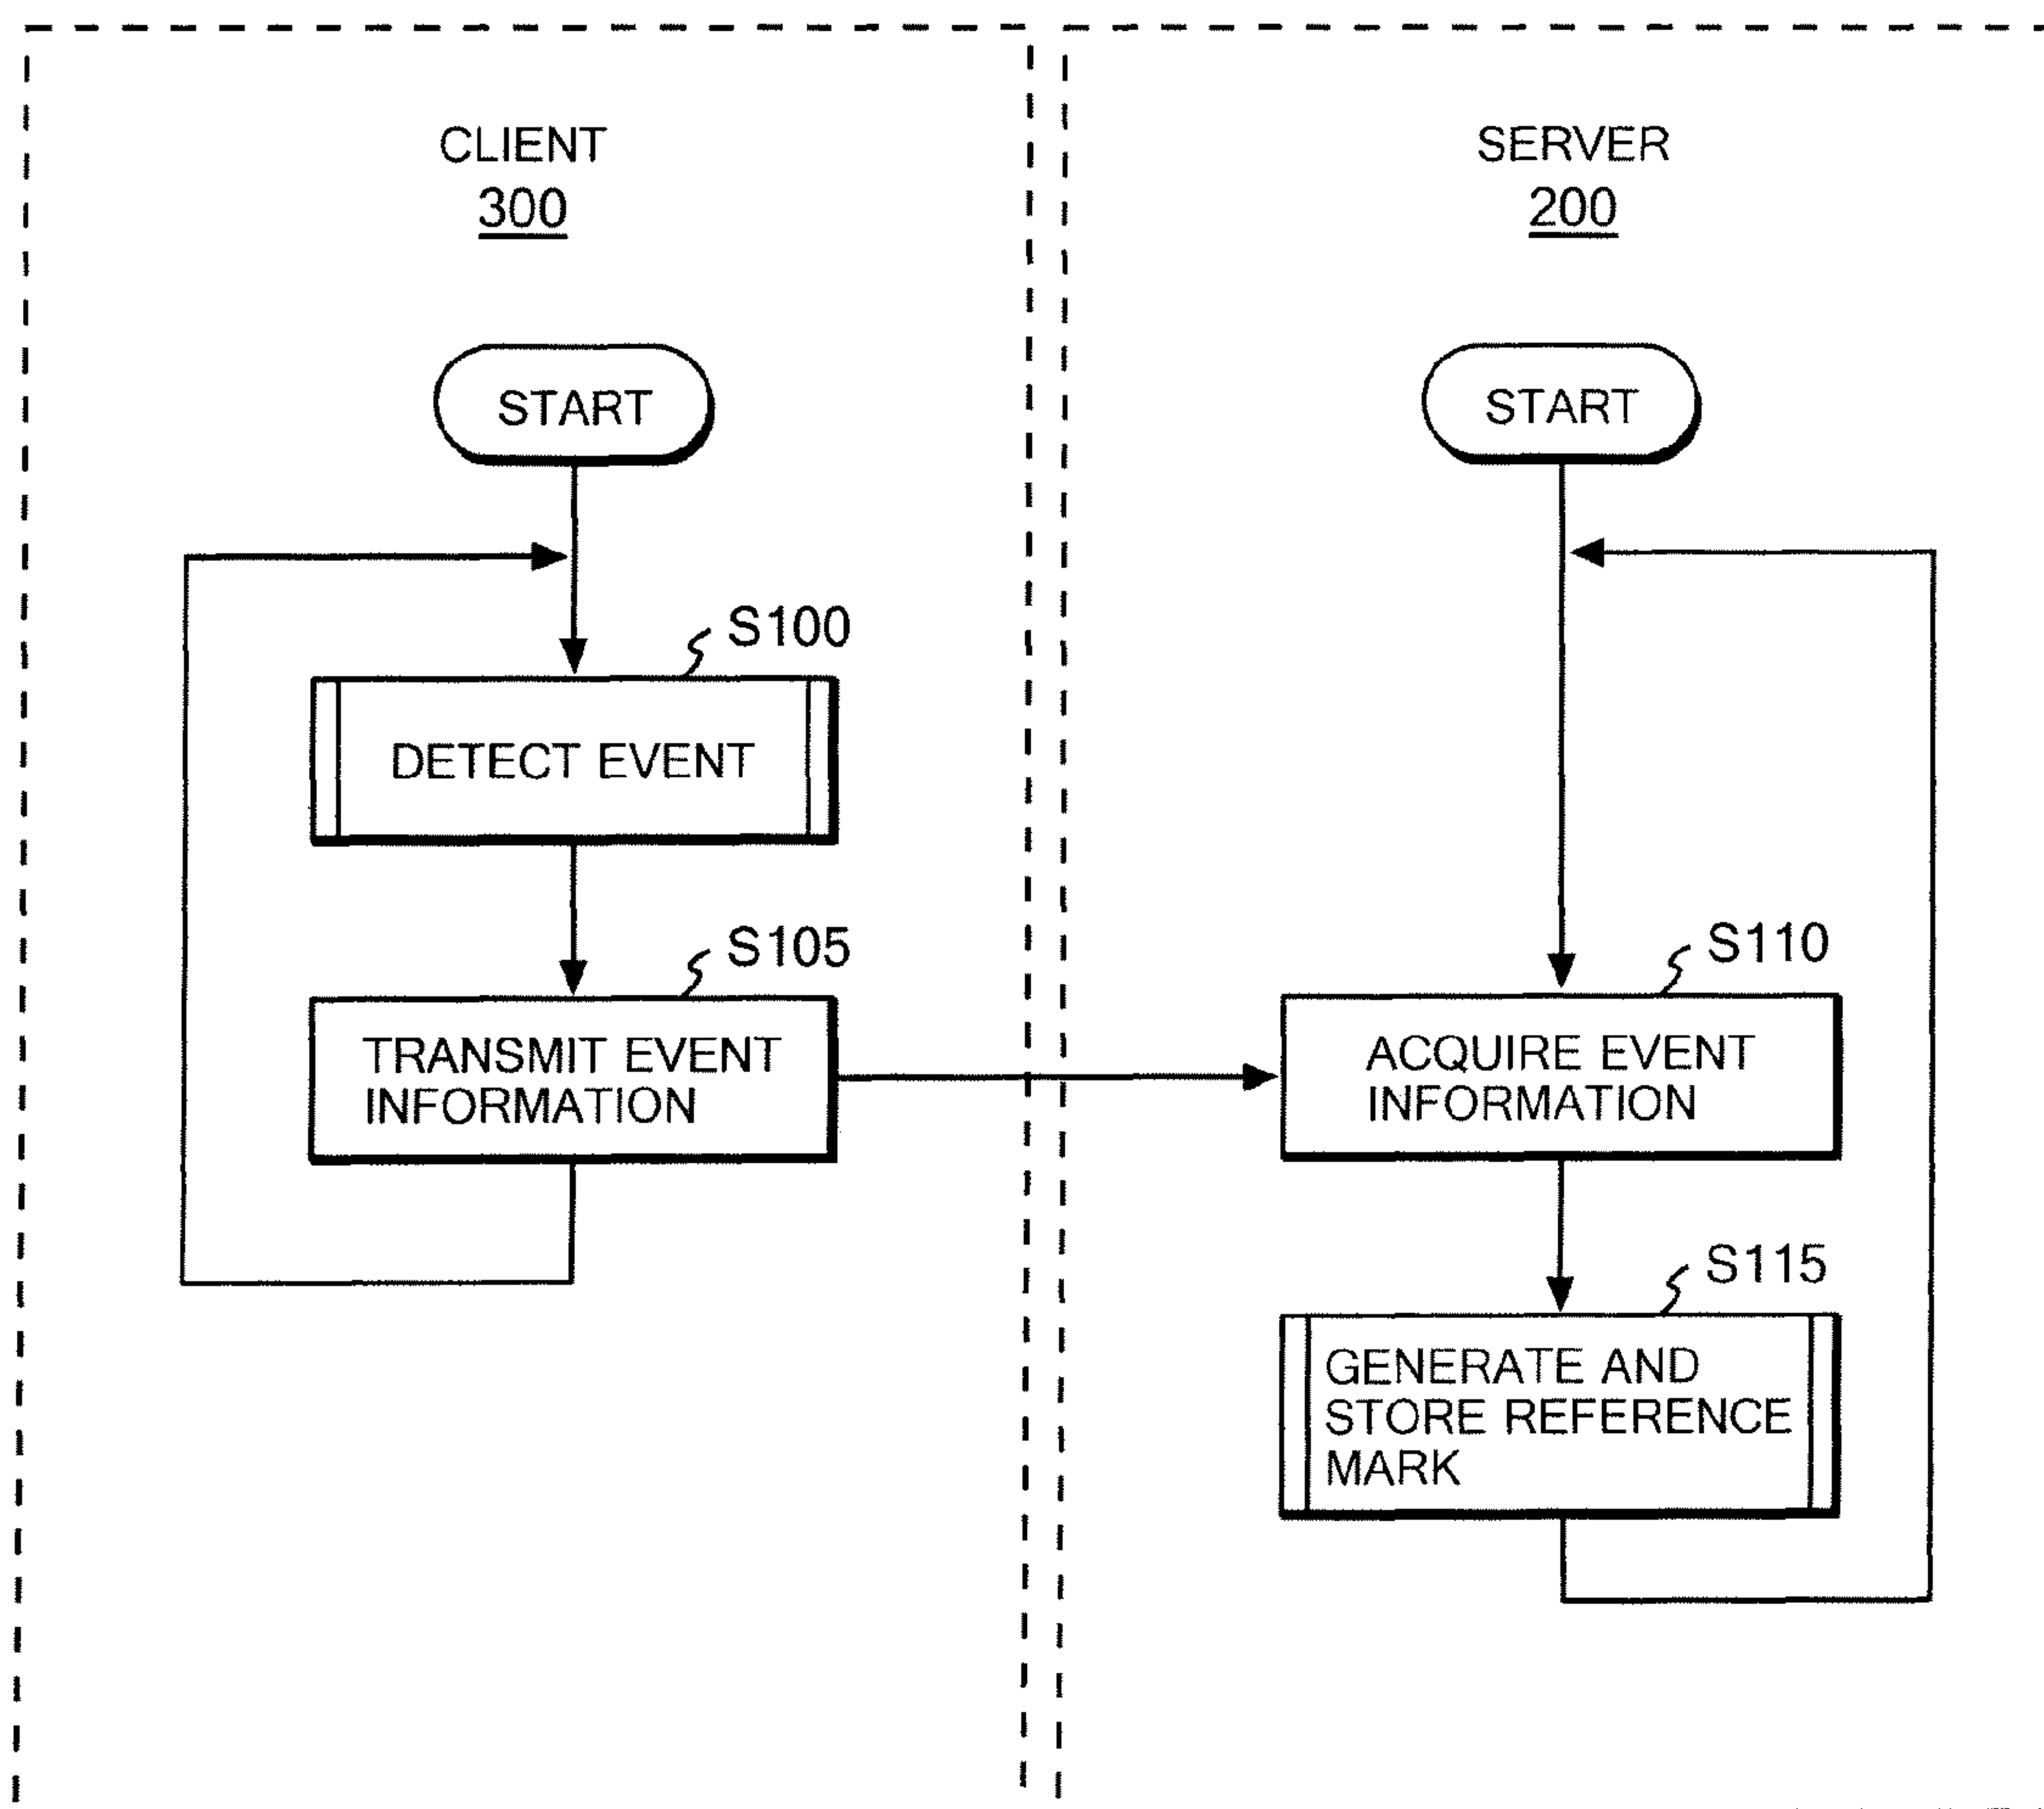 CLIENT
300
START
S100
DETECT EVENT
S105
TRANSMIT EVENT
INFORMATION
SERVER
200
START
S110
ACQUIRE EVENT
INFORMATION
S115
GENERATE AND
STORE REFERENCE
MARK